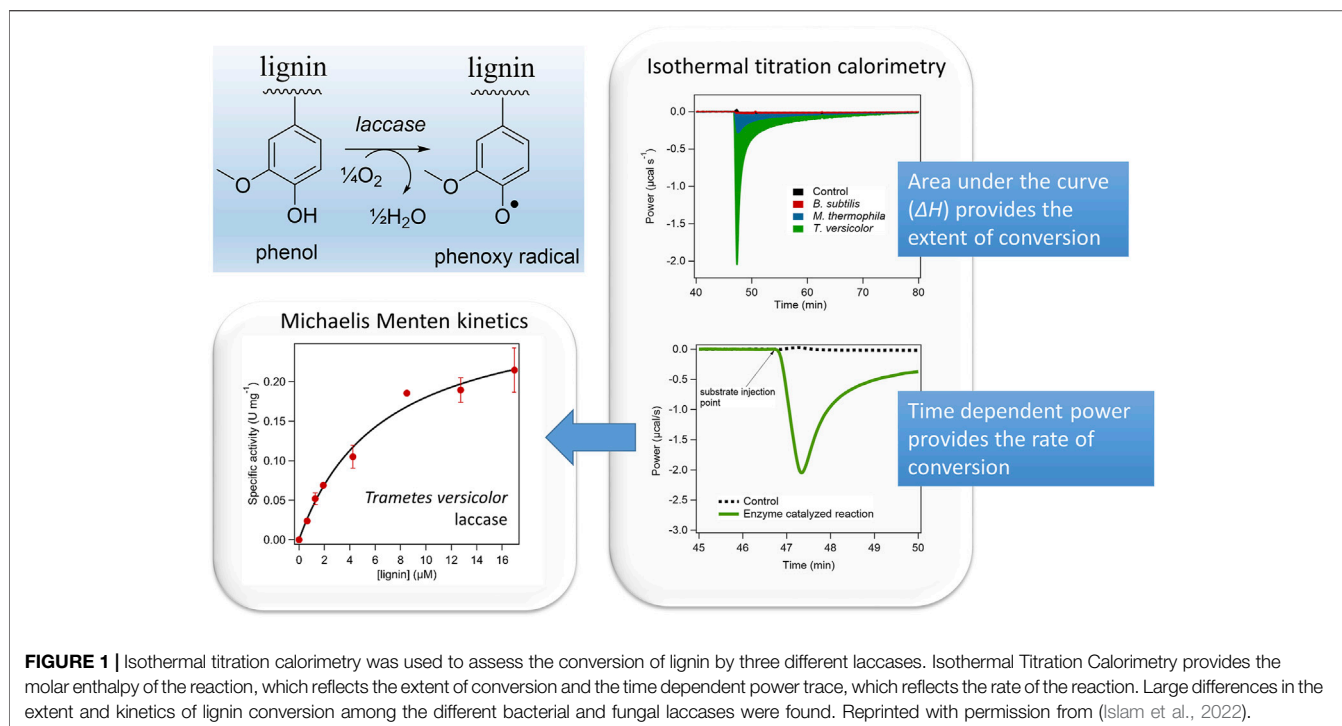 lignin
laccase
¼O₂
½H₂O
O
OH
phenol
lignin
O
O•
phenoxy radical
Isothermal titration calorimetry
Power (µcal s⁻¹)
0.0
-0.5
-1.0
-1.5
-2.0
40
50
60
70
80
Time (min)
Control
B. subtilis
M. thermophila
T. versicolor
Area under the curve
(ΔH) provides the
extent of conversion
Michaelis Menten kinetics
Specific activity (U mg⁻¹)
0.20
0.15
0.10
0.05
0.00
0
2
4
6
8
10
12
14
16
[lignin] (µM)
Trametes versicolor
laccase
Power (µcal/s)
0.0
-0.5
-1.0
-1.5
-2.0
-2.5
-3.0
substrate injection
point
Control
Enzyme catalyzed reaction
45
46
47
48
49
50
Time (min)
Time dependent power
provides the rate of
conversion
FIGURE 1 | Isothermal titration calorimetry was used to assess the conversion of lignin by three different laccases. Isothermal Titration Calorimetry provides the
molar enthalpy of the reaction, which reflects the extent of conversion and the time dependent power trace, which reflects the rate of the reaction. Large differences in the
extent and kinetics of lignin conversion among the different bacterial and fungal laccases were found. Reprinted with permission from (Islam et al., 2022).